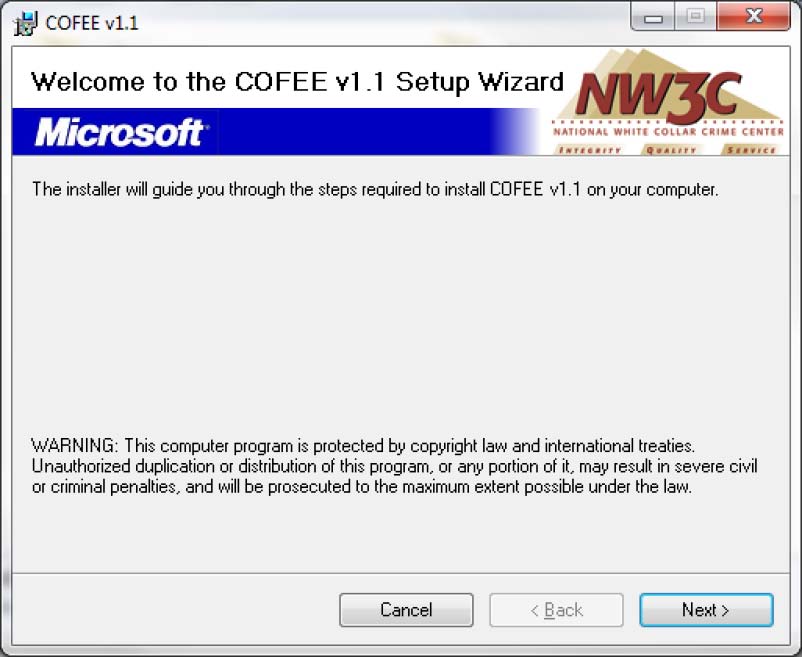 COFEE v1.1
Welcome to the COFEE v1.1 Setup Wizard
Microsoft
NW3C
NATIONAL WHITE COLLAR CRIME CENTER
INTEGRITY QUALITY SERVICE
The installer will guide you through the steps required to install COFEE v1.1 on your computer.
WARNING: This computer program is protected by copyright law and international treaties.
Unauthorized duplication or distribution of this program, or any portion of it, may result in severe civil
or criminal penalties, and will be prosecuted to the maximum extent possible under the law.
Cancel < Back Next >